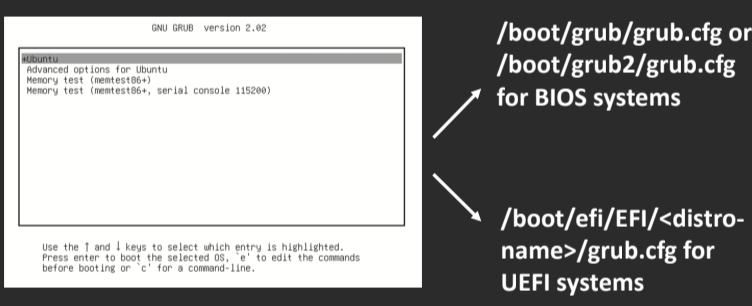 GNU GRUB version 2.02
*Ubuntu
Advanced options for Ubuntu
Memory test (memtest86+)
Memory test (memtest86+, serial console 115200)
Use the ↑ and ↓ keys to select which entry is highlighted.
Press enter to boot the selected OS, `e' to edit the commands
before booting or `c' for a command-line.
/boot/grub/grub.cfg or
/boot/grub2/grub.cfg
for BIOS systems
/boot/efi/EFI/<distro-
name>/grub.cfg for
UEFI systems